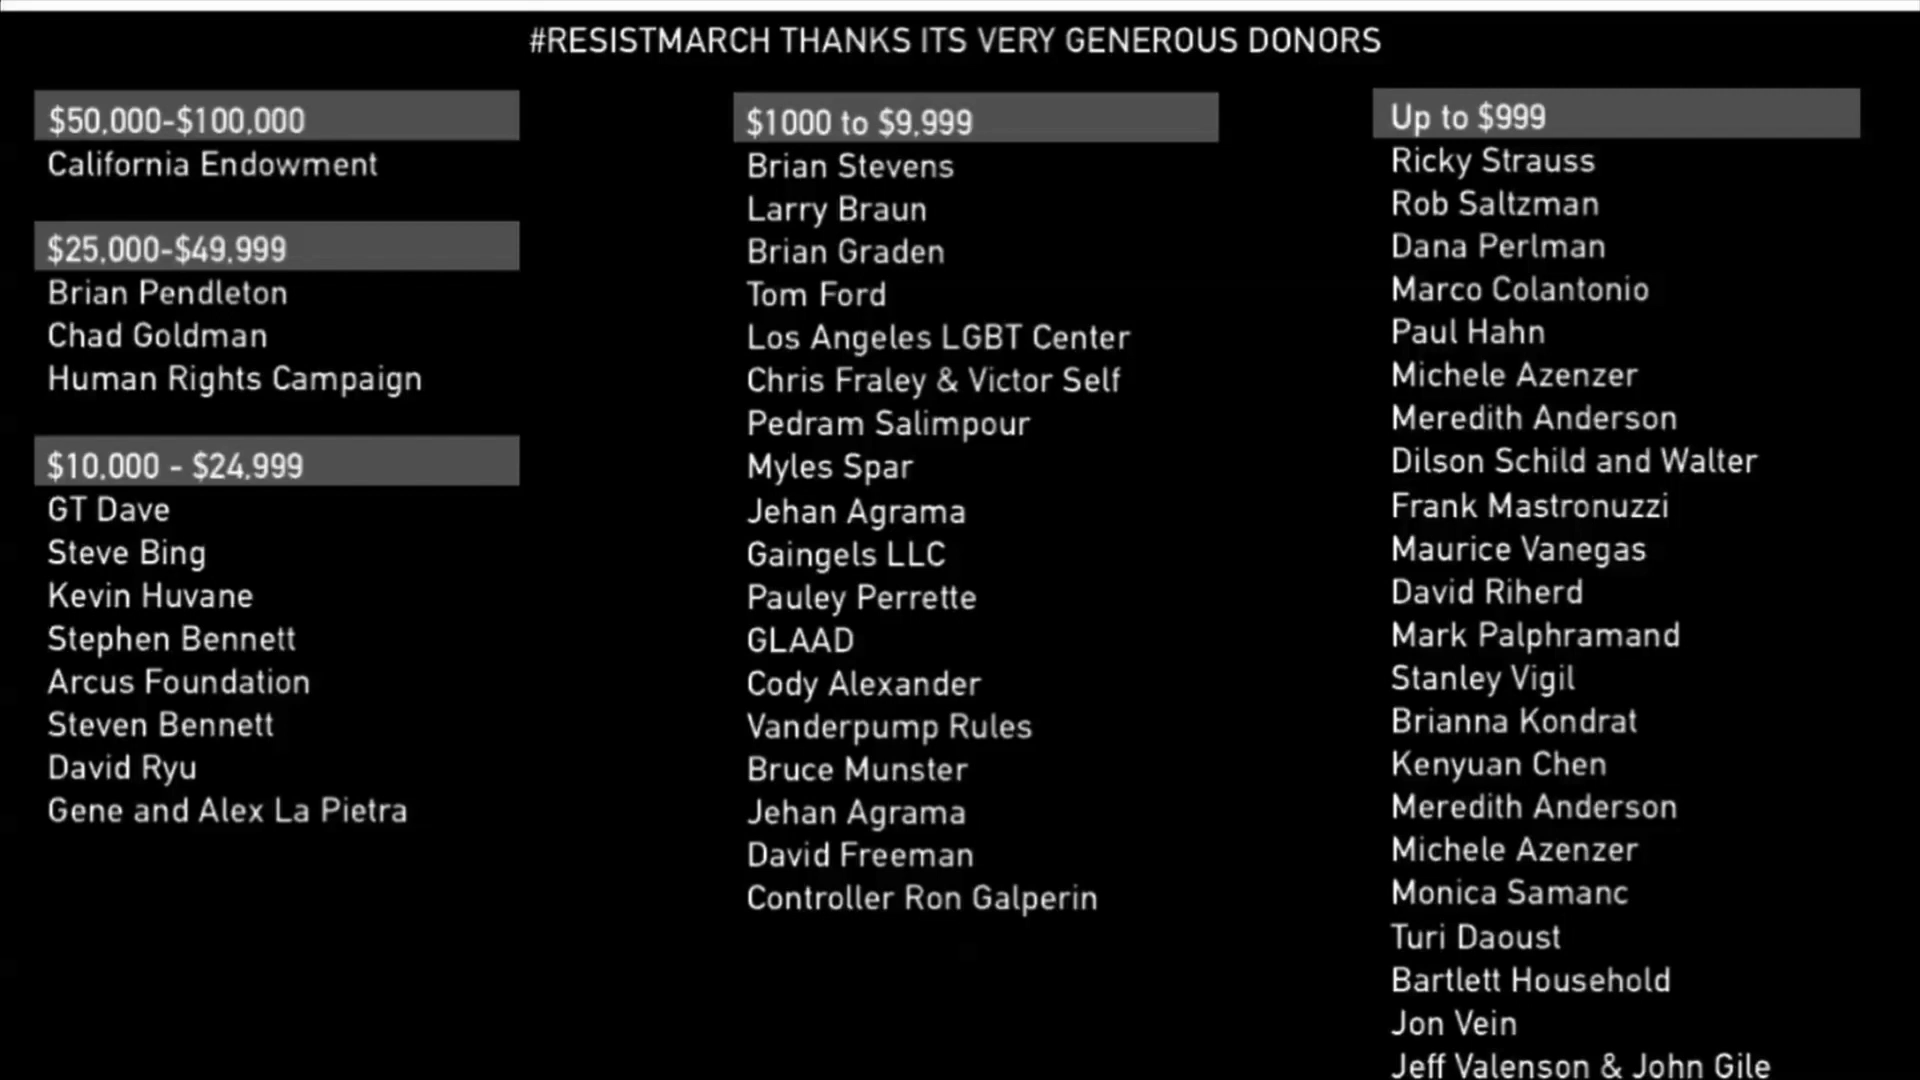 #RESISTMARCH THANKS ITS VERY GENEROUS DONORS
$50,000-$100,000
California Endowment
$25,000-$49,999
Brian Pendleton
Chad Goldman
Human Rights Campaign
$10,000 - $24,999
GT Dave
Steve Bing
Kevin Huvane
Stephen Bennett
Arcus Foundation
Steven Bennett
David Ryu
Gene and Alex La Pietra
$1000 to $9,999
Brian Stevens
Larry Braun
Brian Graden
Tom Ford
Los Angeles LGBT Center
Chris Fraley & Victor Self
Pedram Salimpour
Myles Spar
Jehan Agrama
Gaingels LLC
Pauley Perrette
GLAAD
Cody Alexander
Vanderpump Rules
Bruce Munster
Jehan Agrama
David Freeman
Controller Ron Galperin
Up to $999
Ricky Strauss
Rob Saltzman
Dana Perlman
Marco Colantonio
Paul Hahn
Michele Azenzer
Meredith Anderson
Dilson Schild and Walter
Frank Mastronuzzi
Maurice Vanegas
David Riherd
Mark Palphramand
Stanley Vigil
Brianna Kondrat
Kenyuan Chen
Meredith Anderson
Michele Azenzer
Monica Samanc
Turi Daoust
Bartlett Household
Jon Vein
Jeff Valenson & John Gile